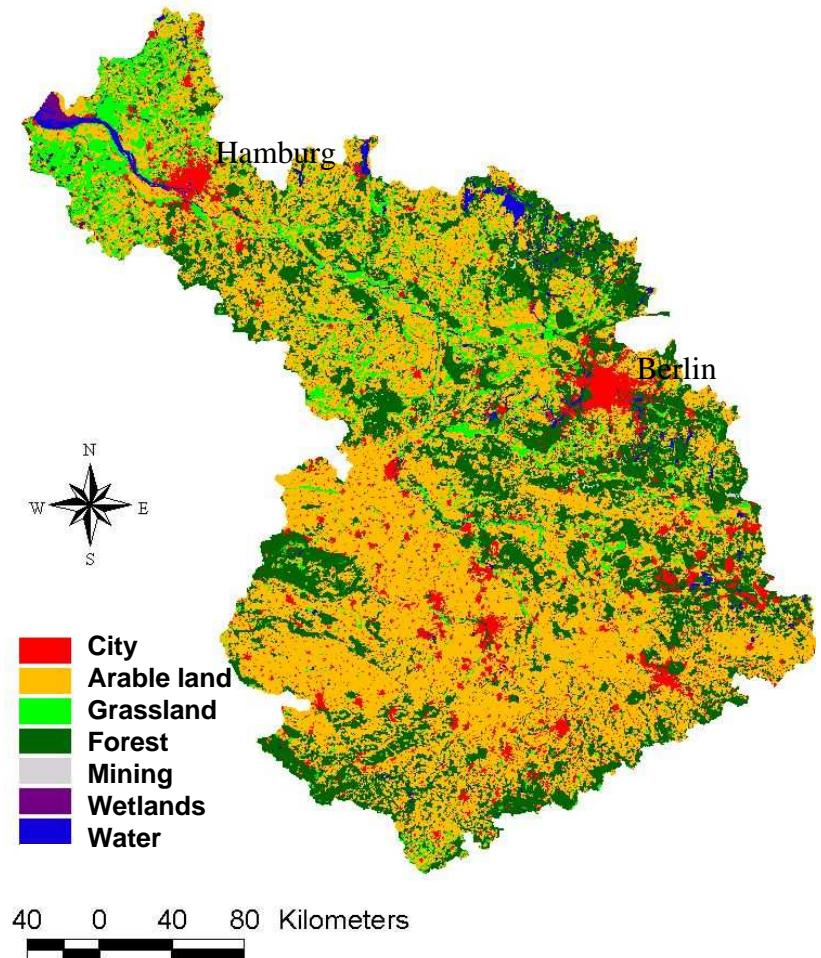 Hamburg
Berlin
N
W E
S
City
Arable land
Grassland
Forest
Mining
Wetlands
Water
40 0 40 80 Kilometers